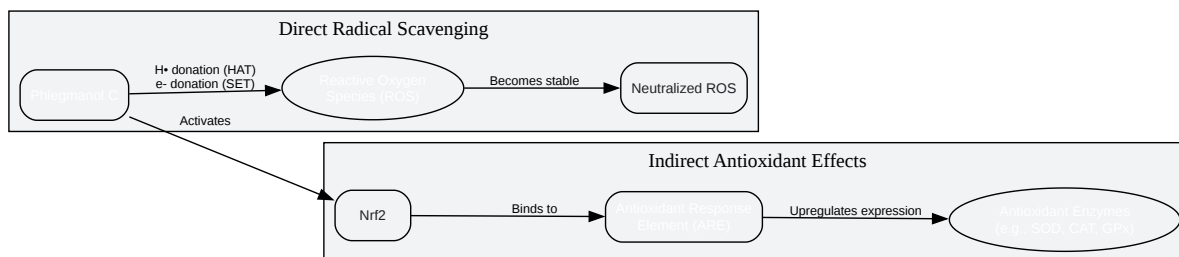 Direct Radical Scavenging
Phlegmanol C
H• donation (HAT)
e- donation (SET)
Reactive Oxygen
Species (ROS)
Becomes stable
Neutralized ROS
Activates
Indirect Antioxidant Effects
Nrf2
Binds to
Antioxidant Response
Element (ARE)
Upregulates expression
Antioxidant Enzymes
(e.g., SOD, CAT, GPx)